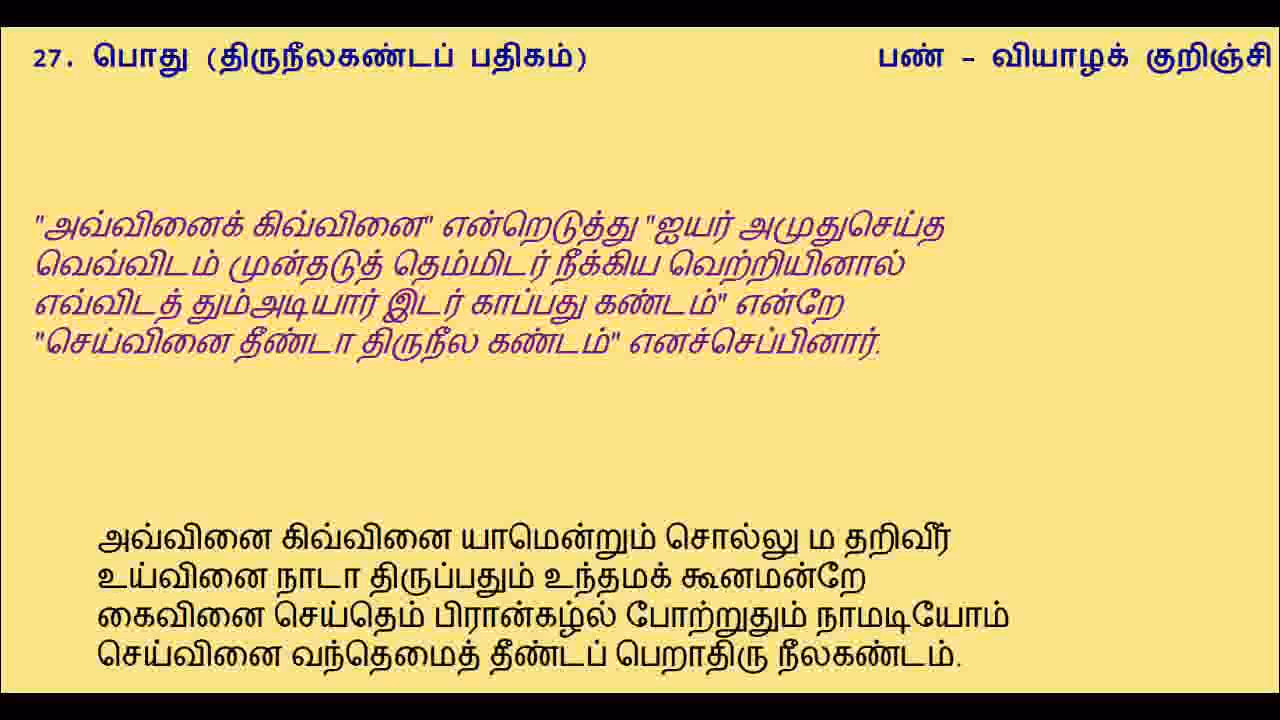 27. பொது (திருநீலகண்டப் பதிகம்) பண் - வியாழக் குறிஞ்சி
"அவ்வினைக் கிவ்வினை" என்றெடுத்து "ஐயர் அமுதுசெய்த
வெவ்விடம் முன்தடுத் தெம்மிடர் நீக்கிய வெற்றியினால்
எவ்விடத் தும்அடியார் இடர் காப்பது கண்டம்" என்றே
"செய்வினை தீண்டா திருநீல கண்டம்" எனச்செப்பினார்.
அவ்வினை கிவ்வினை யாமென்றும் சொல்லு ம தறிவீர்
உய்வினை நாடா திருப்பதும் உந்தமக் கூனமன்றே
கைவினை செய்தெம் பிரான்கழ்ல் போற்றுதும் நாமடியோம்
செய்வினை வந்தெமைத் தீண்டப் பெறாதிரு நீலகண்டம்.